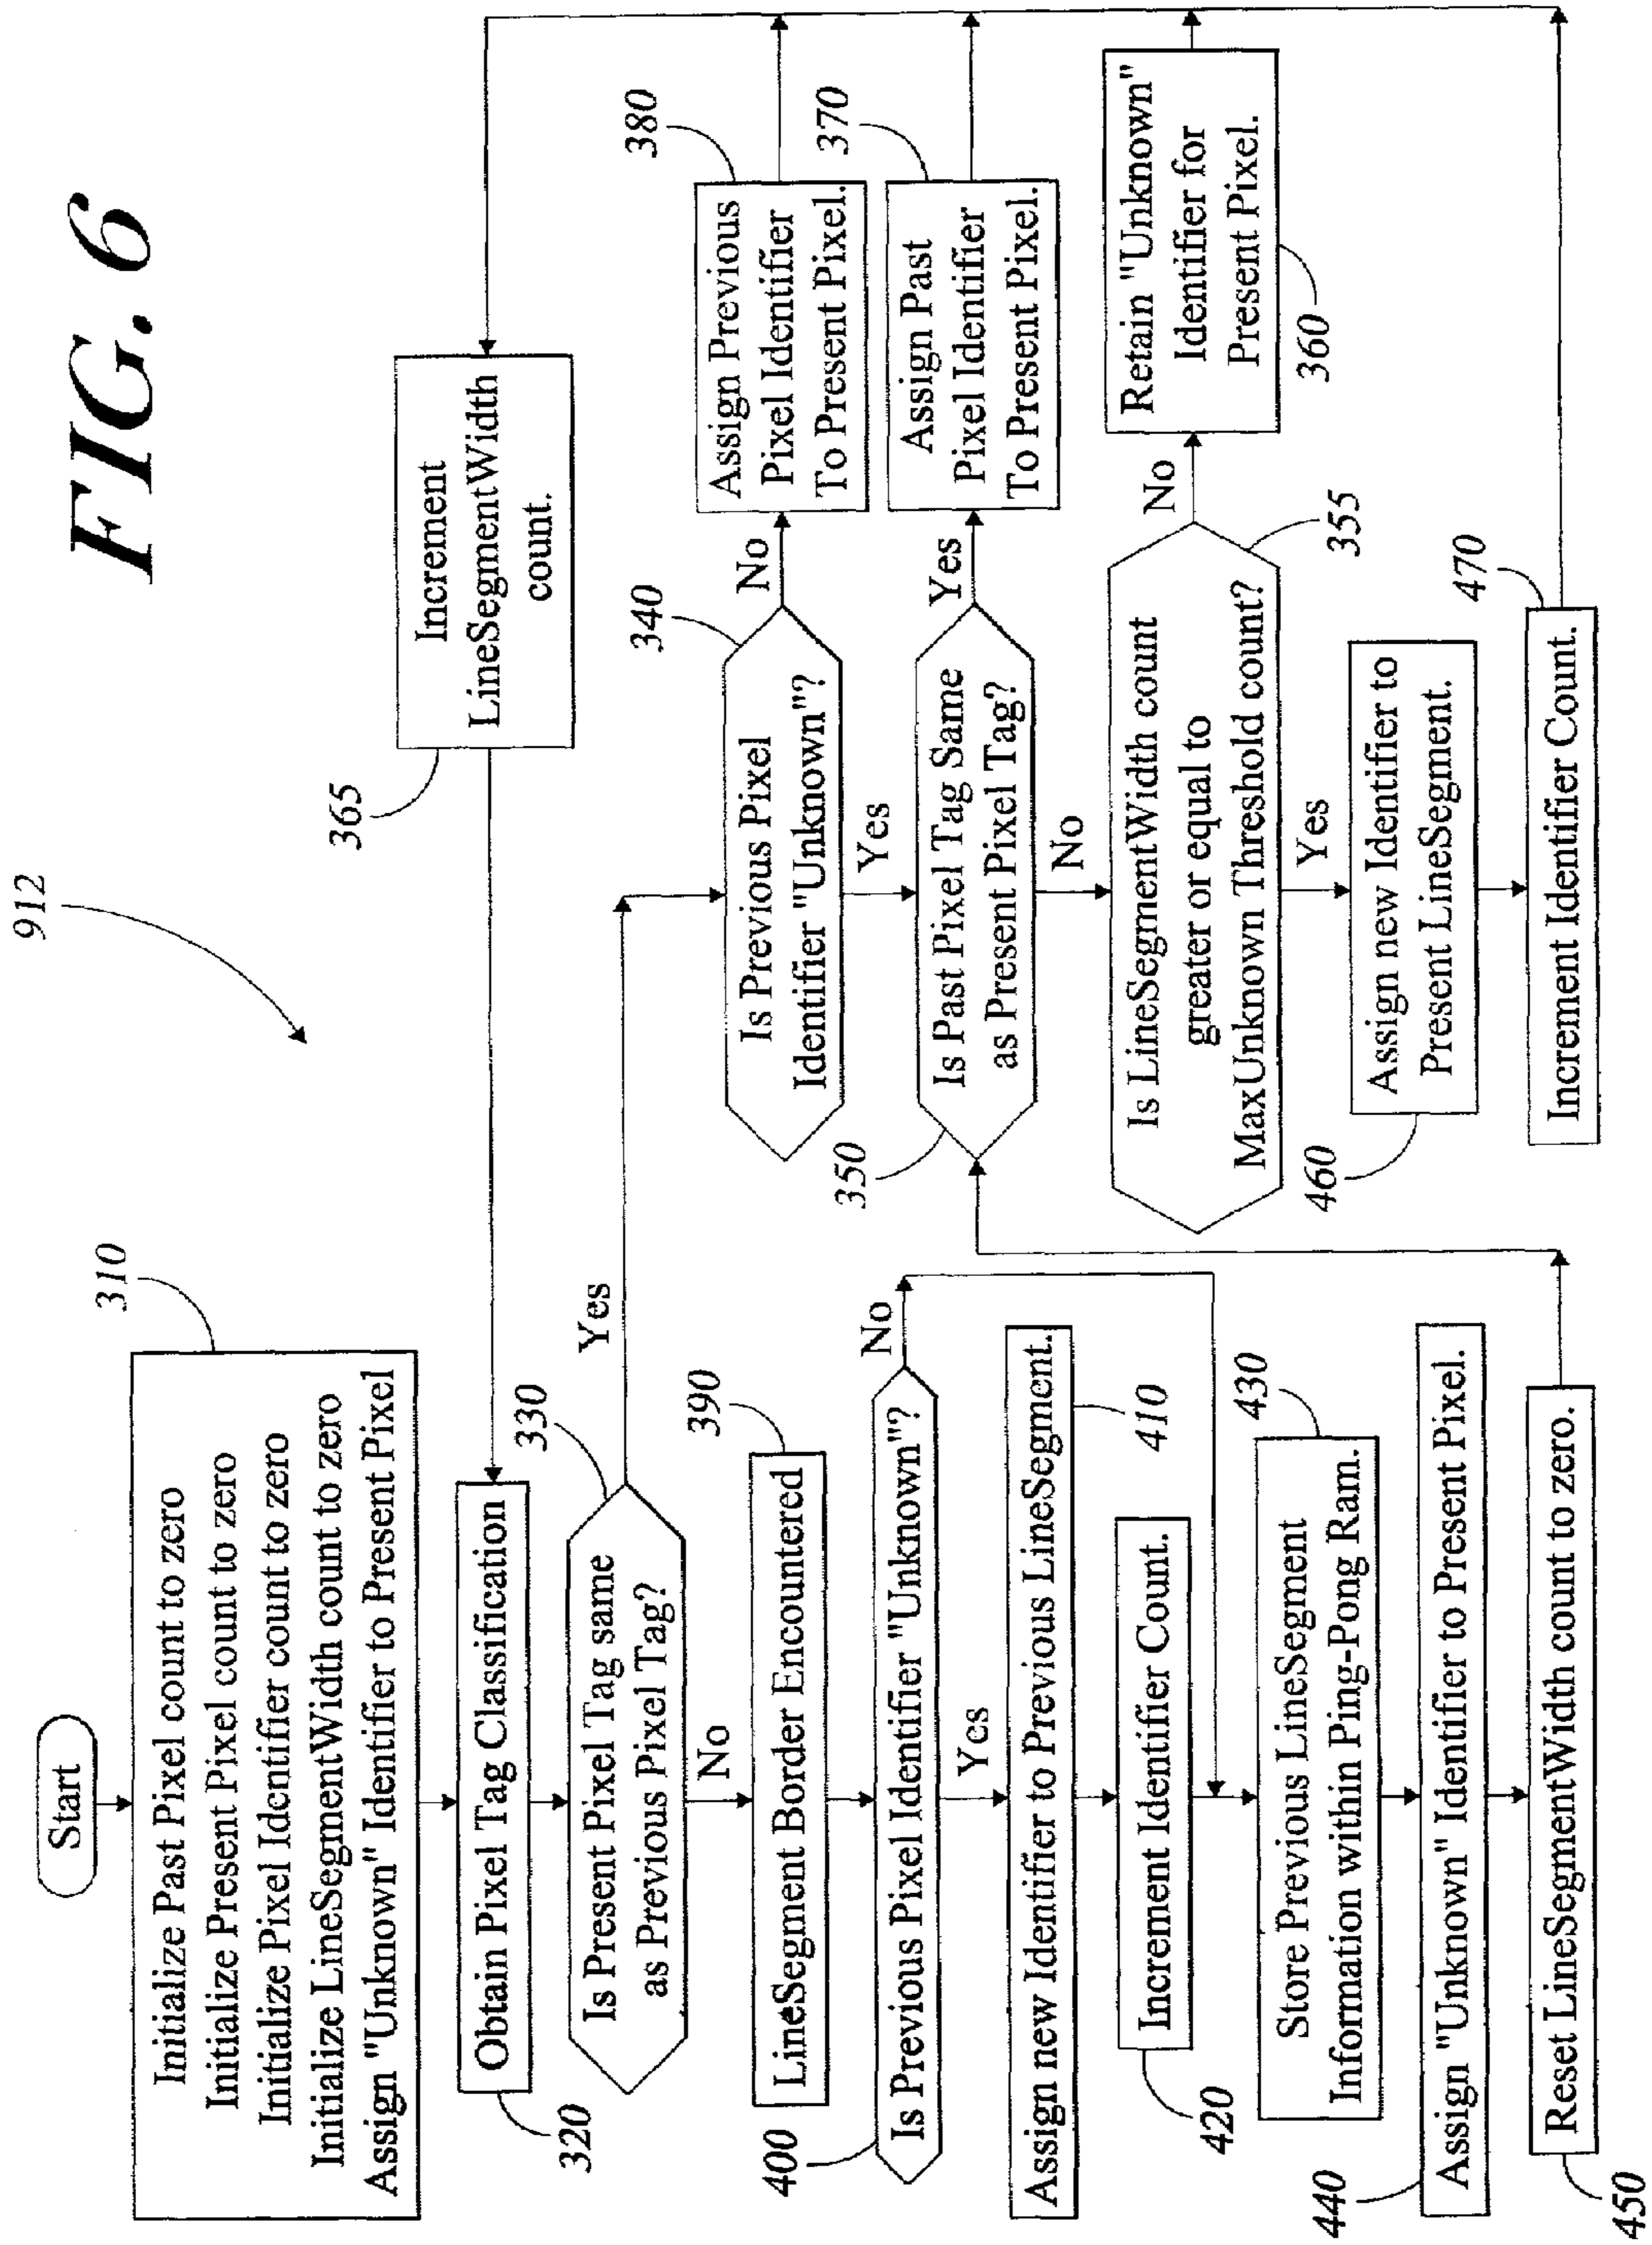 FIG. 6
912
Start
310
Initialize Past Pixel count to zero
Initialize Present Pixel count to zero
Initialize Pixel Identifier count to zero
Initialize LineSegmentWidth count to zero
Assign "Unknown" Identifier to Present Pixel
320
Obtain Pixel Tag Classification
330
Is Present Pixel Tag same
as Previous Pixel Tag?
Yes
No
390
LineSegment Border Encountered
400
Is Previous Pixel Identifier "Unknown"?
No
Yes
Assign new Identifier to Previous LineSegment.
410
Increment Identifier Count.
420
430
Store Previous LineSegment
Information within Ping-Pong Ram.
440
Assign "Unknown" Identifier to Present Pixel.
450
Reset LineSegmentWidth count to zero.
365
Increment
LineSegmentWidth
count.
340
Is Previous Pixel
Identifier "Unknown"?
No
Yes
380
Assign Previous
Pixel Identifier
To Present Pixel.
350
Is Past Pixel Tag Same
as Present Pixel Tag?
Yes
No
370
Assign Past
Pixel Identifier
To Present Pixel.
Is LineSegmentWidth count
greater or equal to
MaxUnknown Threshold count?
355
No
Yes
Retain "Unknown"
Identifier for
Present Pixel.
360
460
Assign new Identifier to
Present LineSegment.
470
Increment Identifier Count.